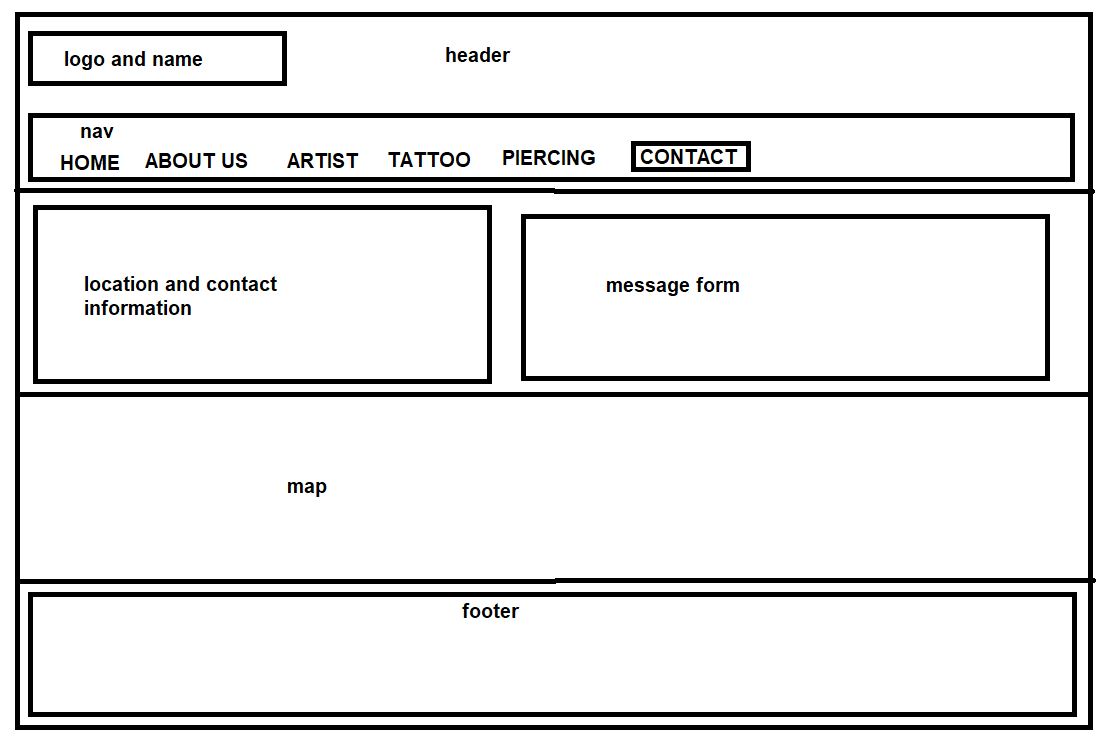 logo and name
header
nav
HOME ABOUT US ARTIST TATTOO PIERCING CONTACT
location and contact
information
message form
map
footer